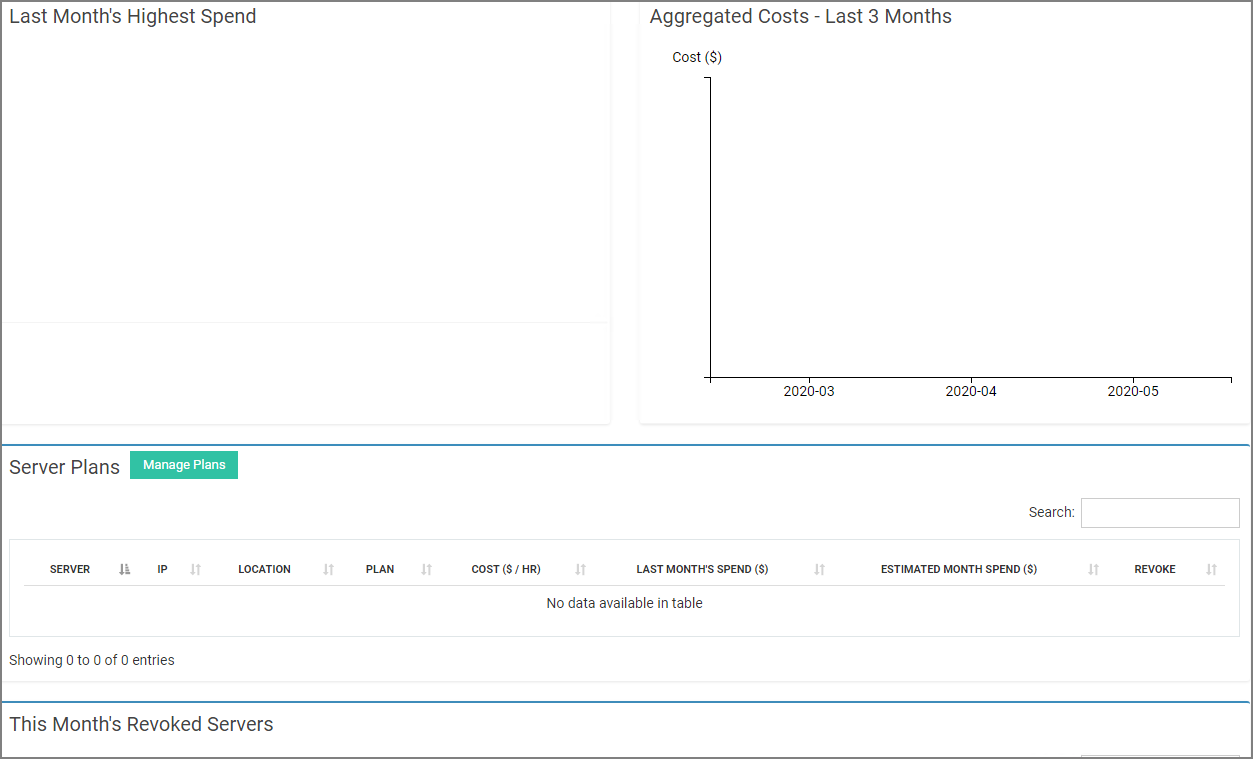 Last Month's Highest Spend
Aggregated Costs - Last 3 Months
Cost ($)
2020-03 2020-04 2020-05
Server Plans Manage Plans
Search:
SERVER IP LOCATION PLAN COST ($ / HR) LAST MONTH'S SPEND ($) ESTIMATED MONTH SPEND ($) REVOKE
No data available in table
Showing 0 to 0 of 0 entries
This Month's Revoked Servers